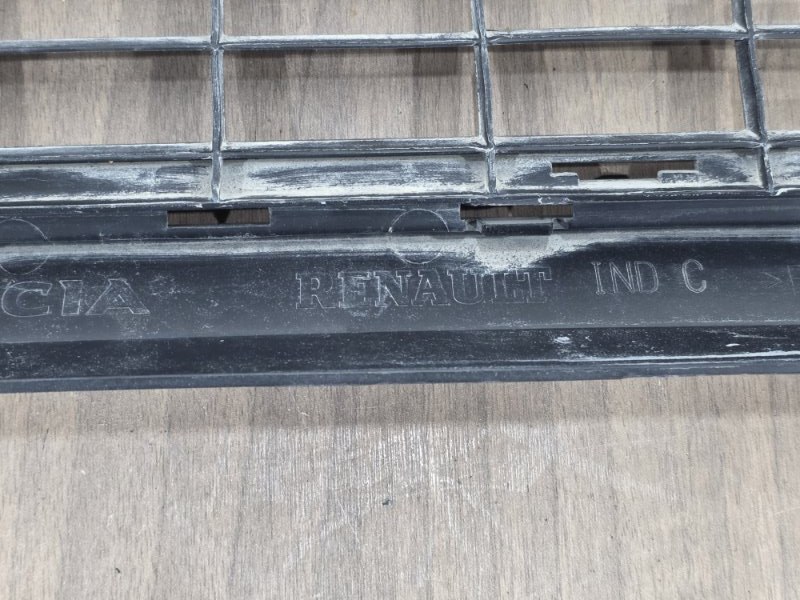 CIA RENAULT IND C >